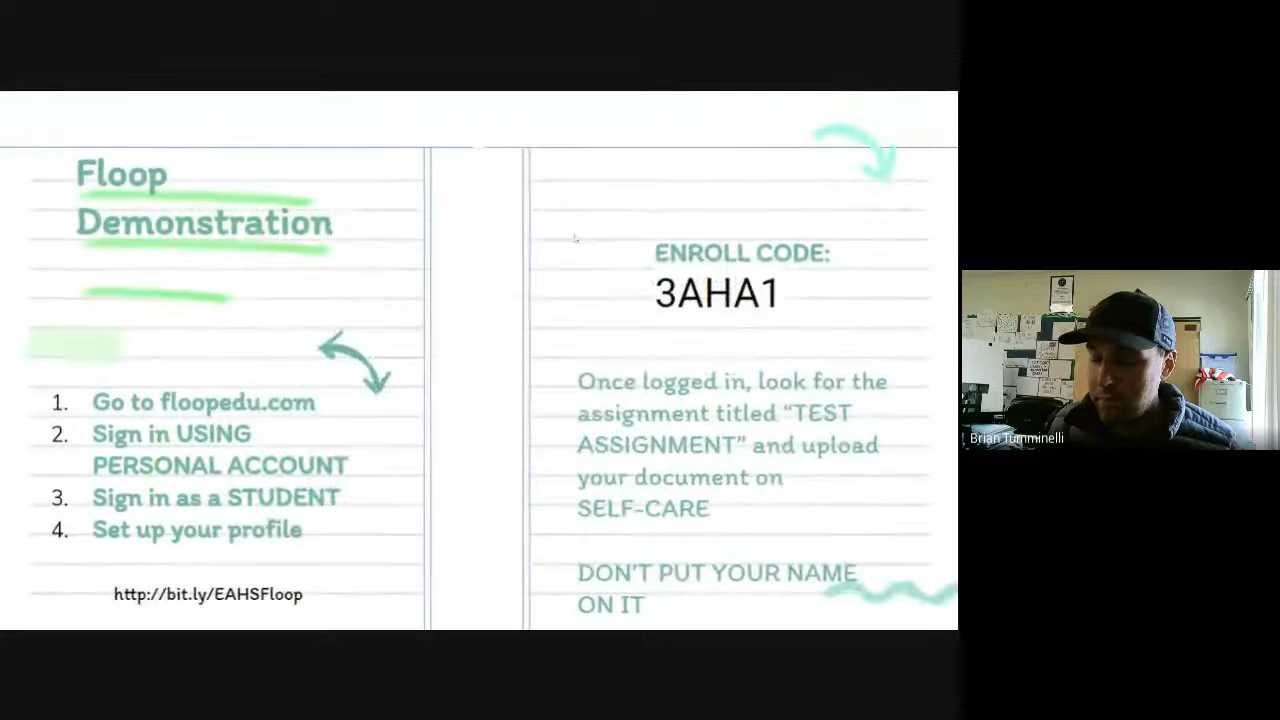 Floop
Demonstration
1. Go to floopedu.com
2. Sign in USING
PERSONAL ACCOUNT
3. Sign in as a STUDENT
4. Set up your profile
http://bit.ly/EAHSFloop
ENROLL CODE:
3AHA1
Once logged in, look for the
assignment titled “TEST
ASSIGNMENT” and upload
your document on
SELF-CARE
DON'T PUT YOUR NAME
ON IT
Brian Tumminelli